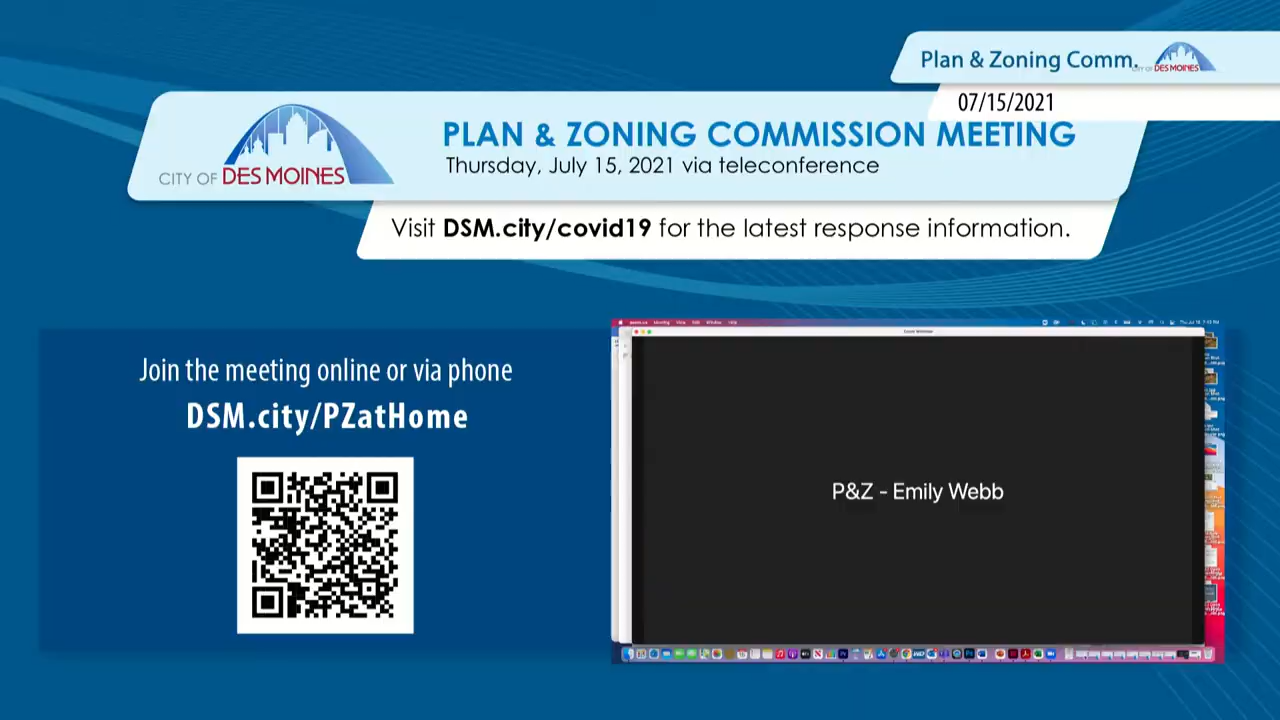 Plan & Zoning Comm.
CITY OF DES MOINES
07/15/2021
CITY OF DES MOINES
PLAN & ZONING COMMISSION MEETING
Thursday, July 15, 2021 via teleconference
Visit DSM.city/covid19 for the latest response information.
Join the meeting online or via phone
DSM.city/PZatHome
P&Z - Emily Webb